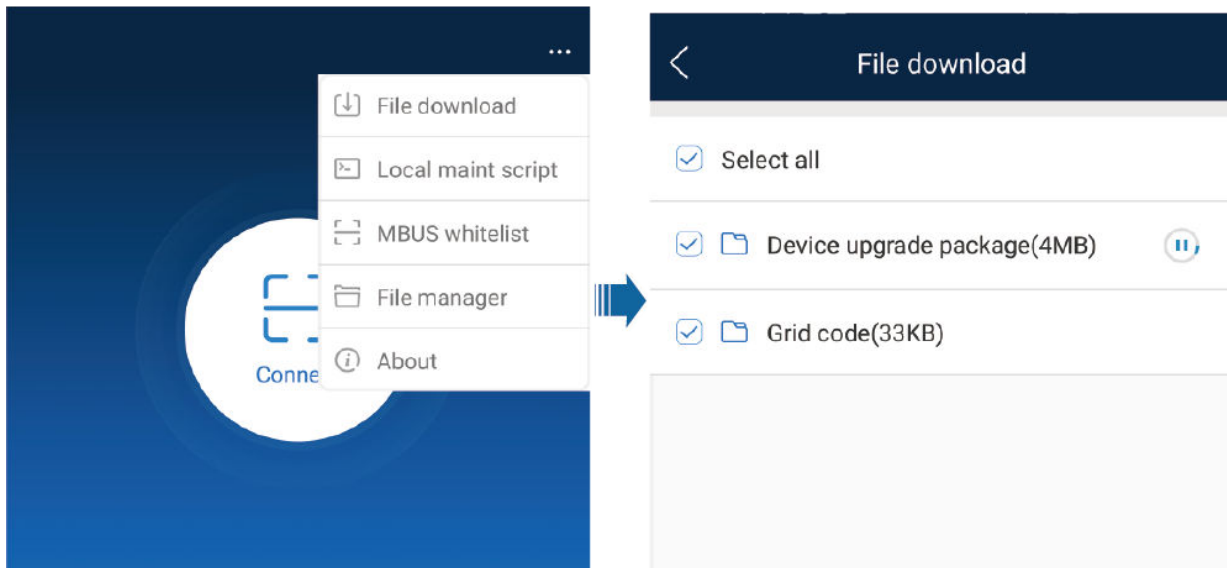 ...
File download
Local maint script
MBUS whitelist
File manager
About
Conne
File download
Select all
Device upgrade package(4MB)
Grid code(33KB)